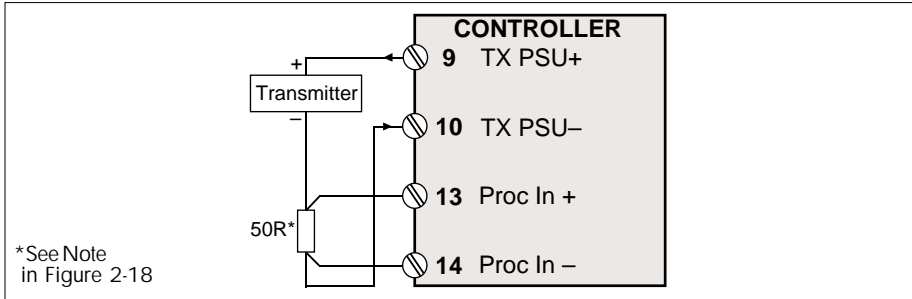 CONTROLLER
9 TX PSU+
+
Transmitter
–
10 TX PSU–
13 Proc In +
50R*
14 Proc In –
*See Note
in Figure 2-18